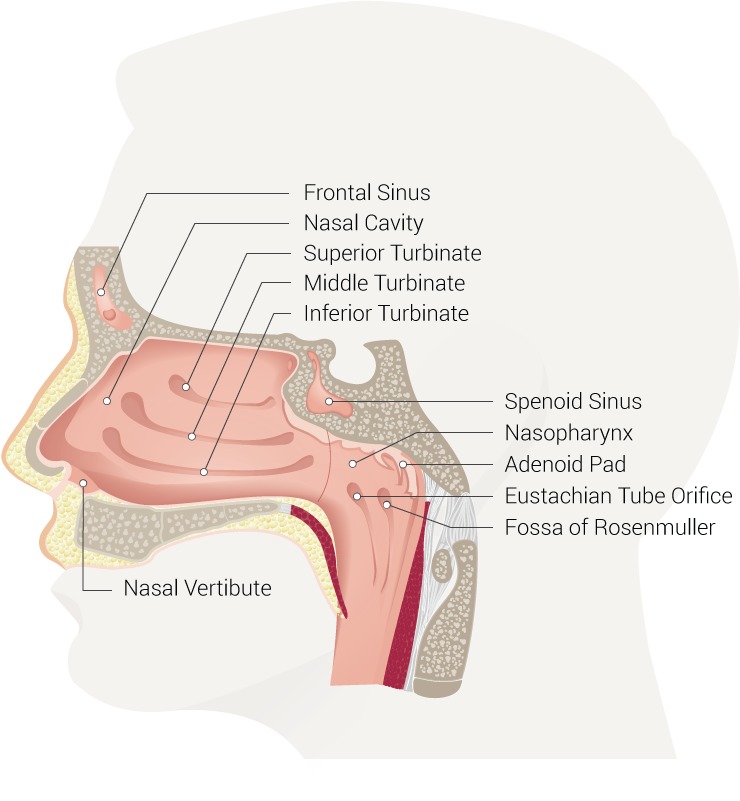 Frontal Sinus
Nasal Cavity
Superior Turbinate
Middle Turbinate
Inferior Turbinate
Spenoid Sinus
Nasopharynx
Adenoid Pad
Eustachian Tube Orifice
Fossa of Rosenmuller
Nasal Vertibute